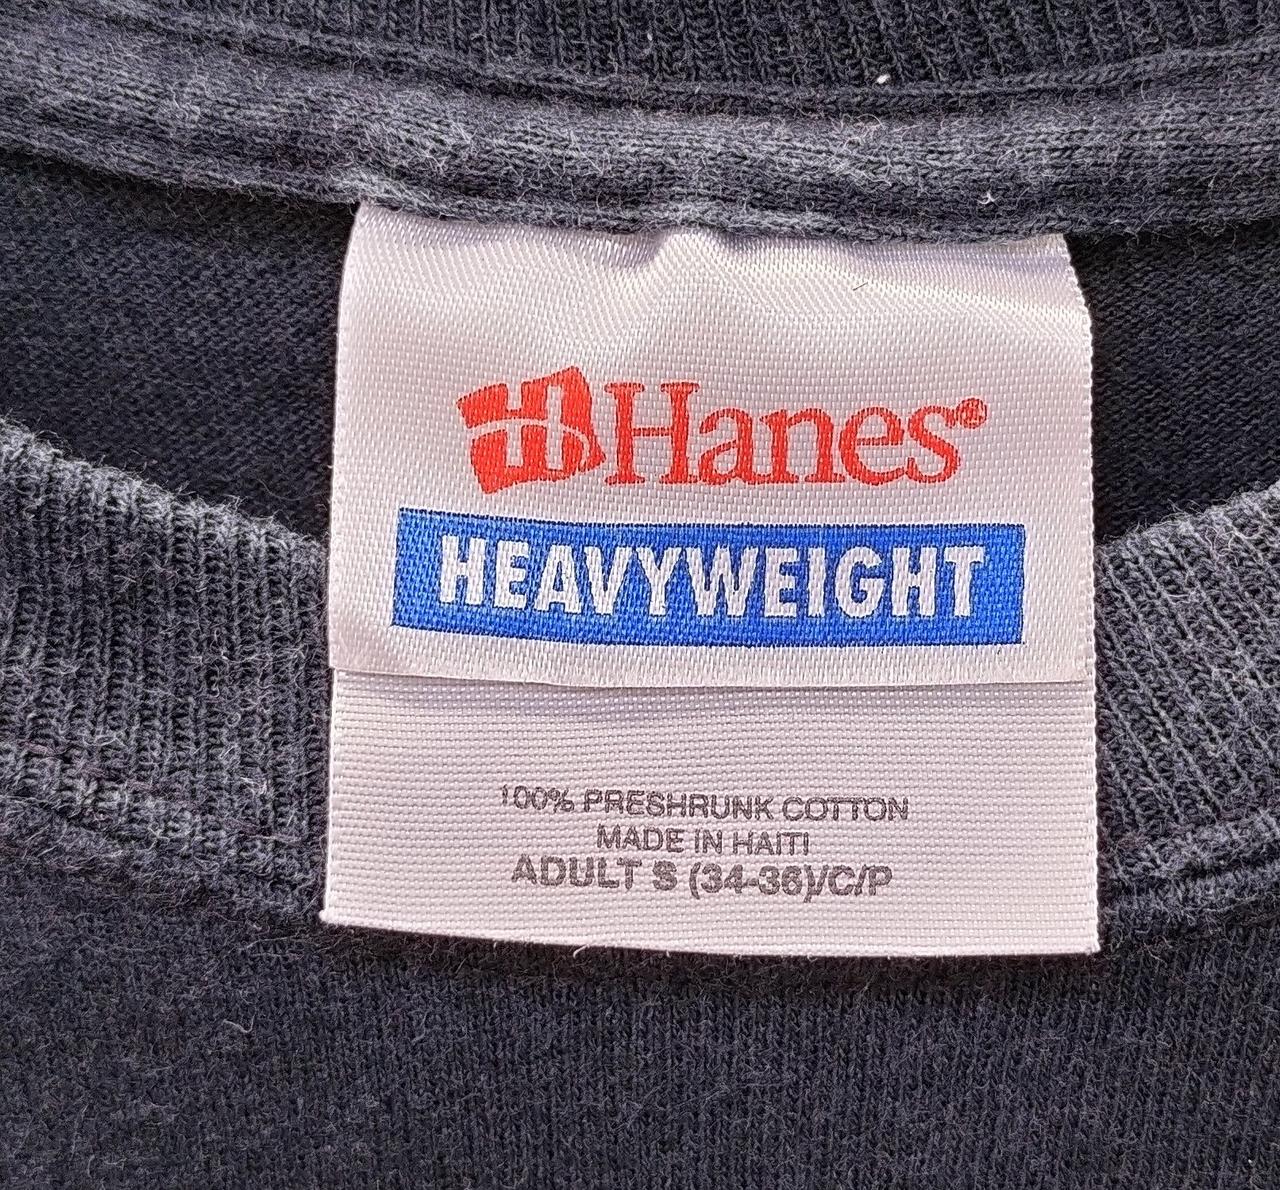 H Hanes®
HEAVYWEIGHT
100% PRESHRUNK COTTON
MADE IN HAITI
ADULT S (34-36)/C/P